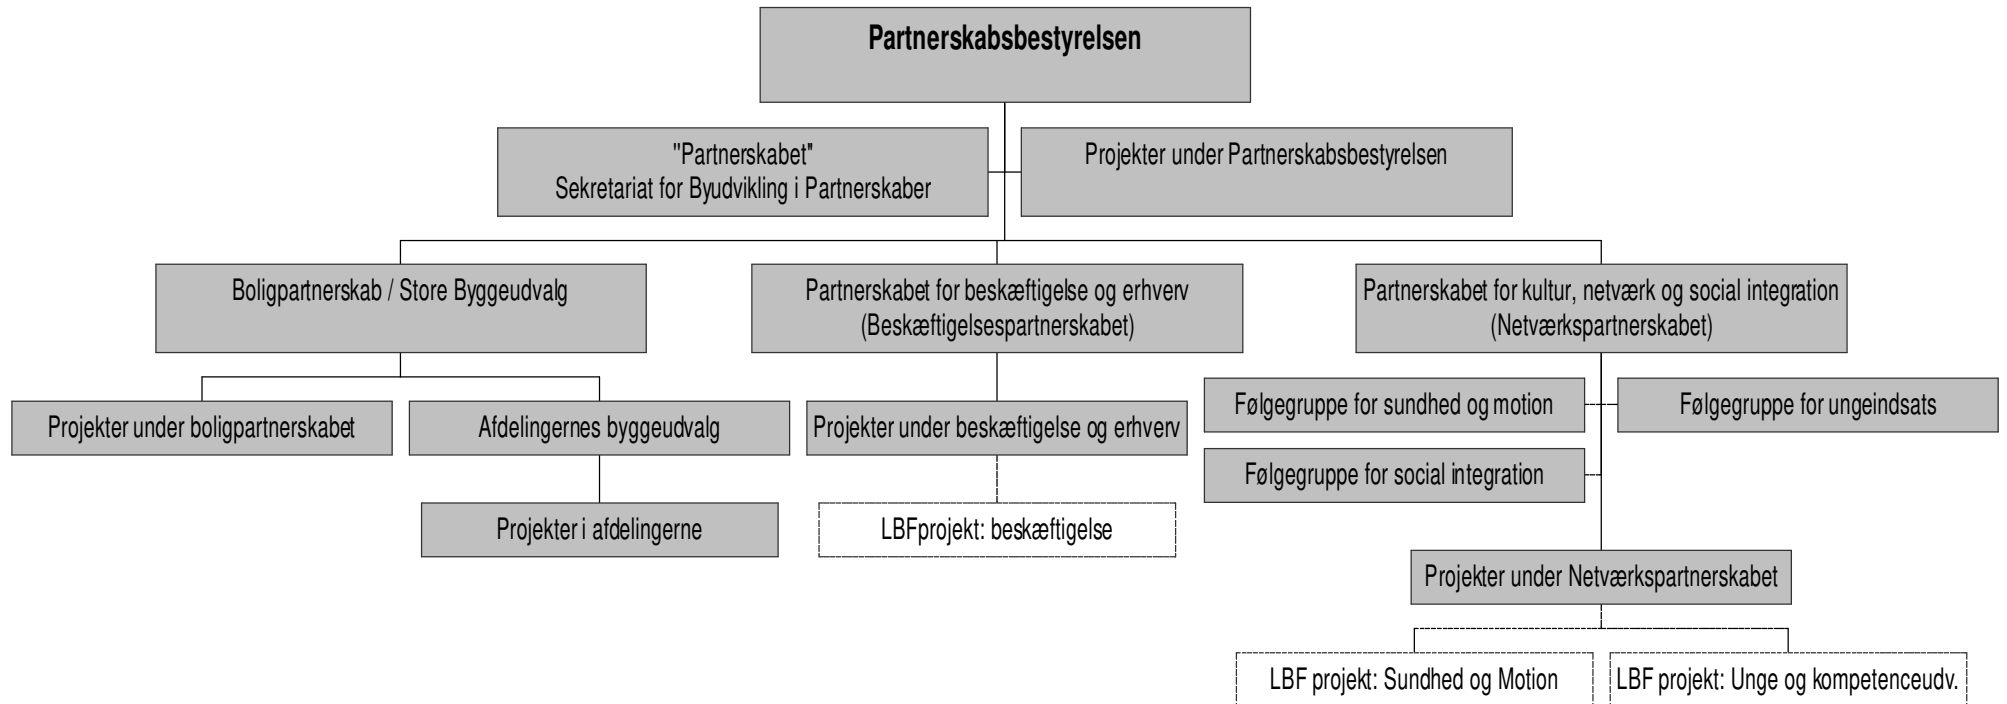 Partnerskabsbestyrelsen
"Partnerskabet"
Sekretariat for Byudvikling i Partnerskaber
Projekter under Partnerskabsbestyrelsen
Boligpartnerskab / Store Byggeudvalg
Partnerskabet for beskæftigelse og erhverv
(Beskæftigelsespartnerskabet)
Partnerskabet for kultur, netværk og social integration
(Netværkspartnerskabet)
Projekter under boligpartnerskabet
Afdelingernes byggeudvalg
Projekter i afdelingerne
Projekter under beskæftigelse og erhverv
LBFprojekt: beskæftigelse
Følgegruppe for sundhed og motion
Følgegruppe for ungeindsats
Følgegruppe for social integration
Projekter under Netværkspartnerskabet
LBF projekt: Sundhed og Motion
LBF projekt: Unge og kompetenceudv.